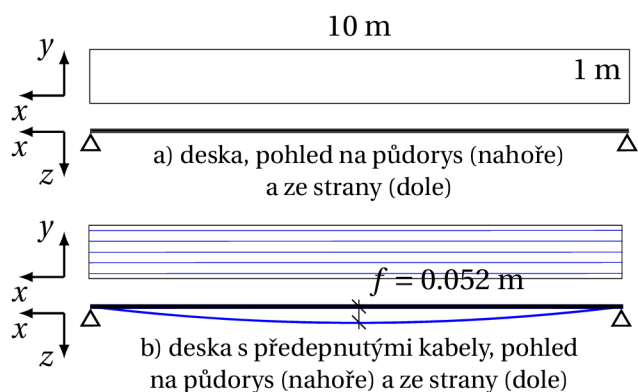 10 m
y
1 m
x
x
z
a) deska, pohled na půdorys (nahoře)
a ze strany (dole)
y
f = 0.052 m
x
x
z
b) deska s předepnutými kabely, pohled
na půdorys (nahoře) a ze strany (dole)